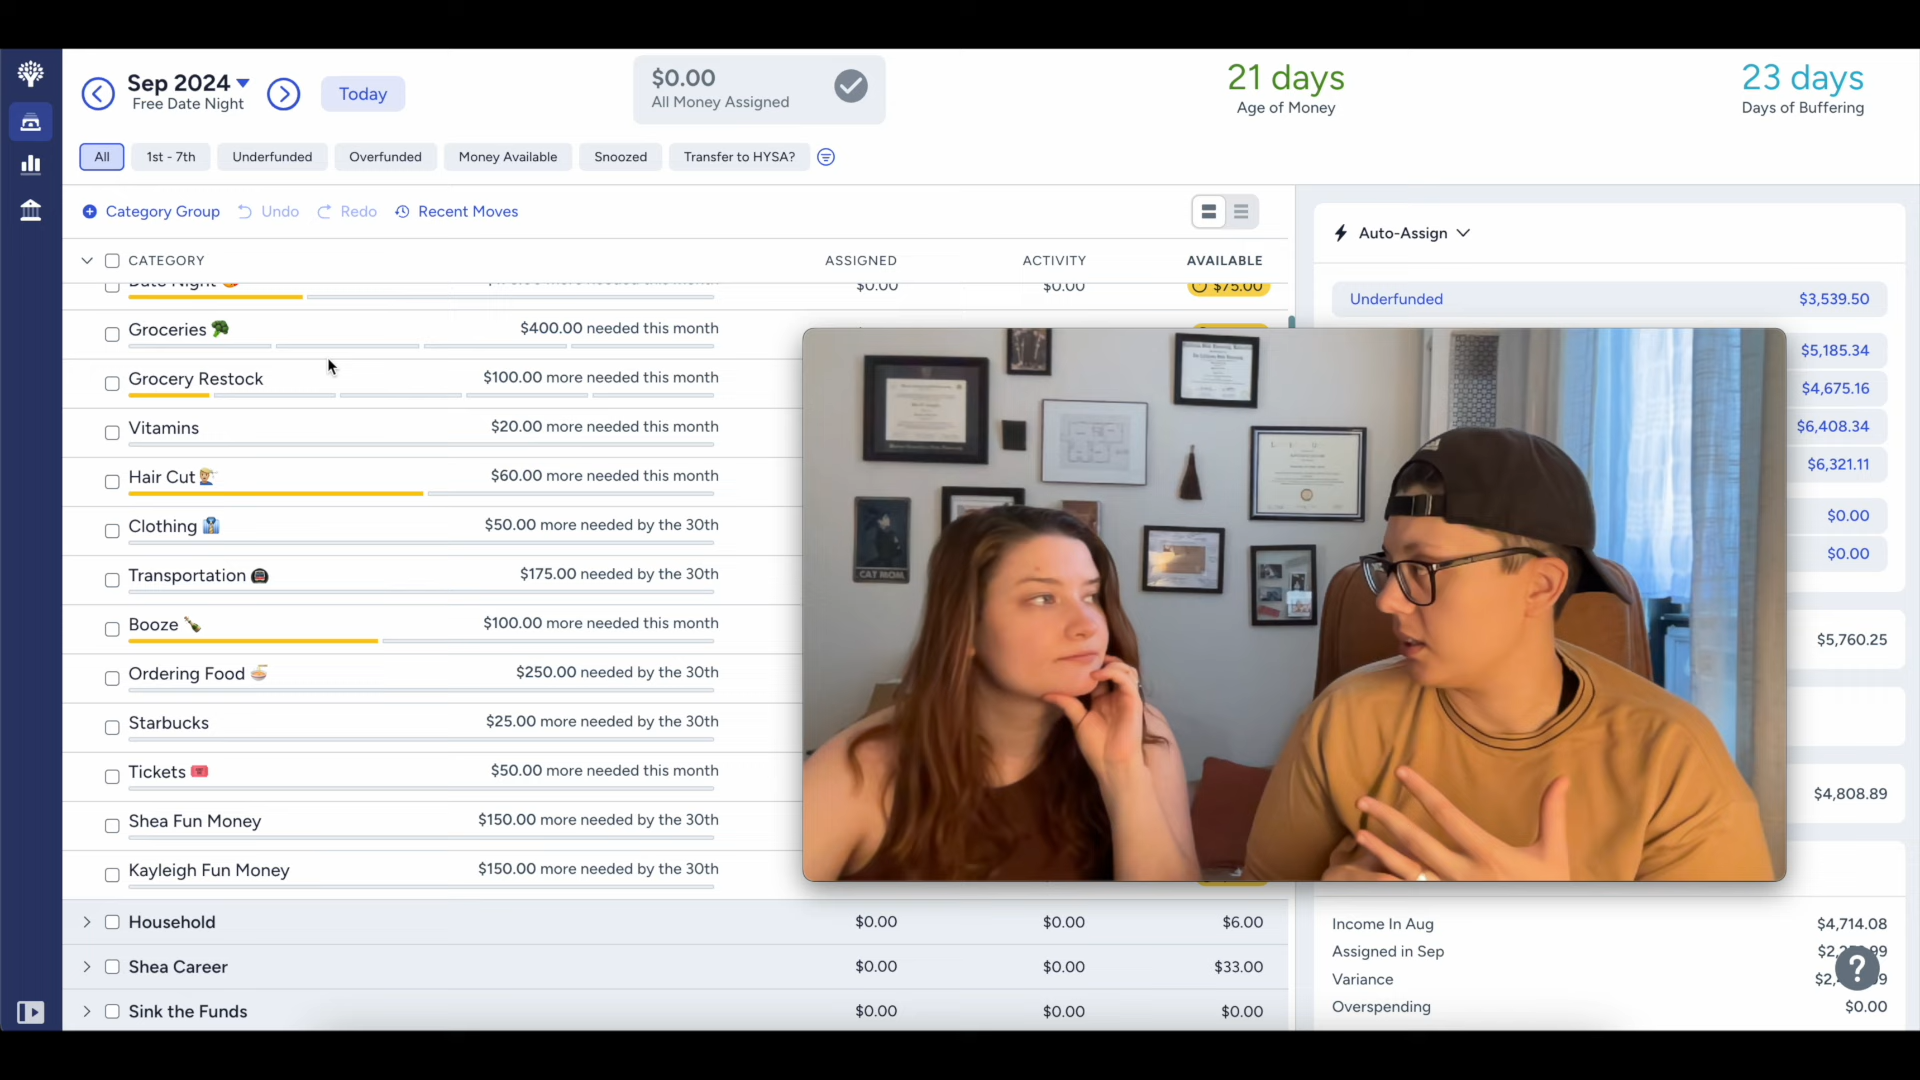 Sep 2024
Free Date Night
Today
$0.00
All Money Assigned
21 days
Age of Money
23 days
Days of Buffering
All
1st - 7th
Underfunded
Overfunded
Money Available
Snoozed
Transfer to HYSA?
Category Group
Undo
Redo
Recent Moves
Auto-Assign
CATEGORY
ASSIGNED
ACTIVITY
AVAILABLE
Date Night
$0.00
$0.00
$75.00
Underfunded
$3,539.50
Groceries
$400.00 needed this month
$5,185.34
Grocery Restock
$100.00 more needed this month
$4,675.16
Vitamins
$20.00 more needed this month
$6,408.34
Hair Cut
$60.00 more needed this month
$6,321.11
Clothing
$50.00 more needed by the 30th
$0.00
$0.00
Transportation
$175.00 needed by the 30th
CAT MOM
Booze
$100.00 more needed this month
$5,760.25
Ordering Food
$250.00 needed by the 30th
Starbucks
$25.00 more needed by the 30th
Tickets
$50.00 more needed this month
$4,808.89
Shea Fun Money
$150.00 more needed by the 30th
Kayleigh Fun Money
$150.00 more needed by the 30th
Household
$0.00
$0.00
$6.00
Income In Aug
$4,714.08
Assigned in Sep
Shea Career
$0.00
$0.00
$33.00
Variance
Sink the Funds
$0.00
$0.00
$0.00
Overspending
$0.00